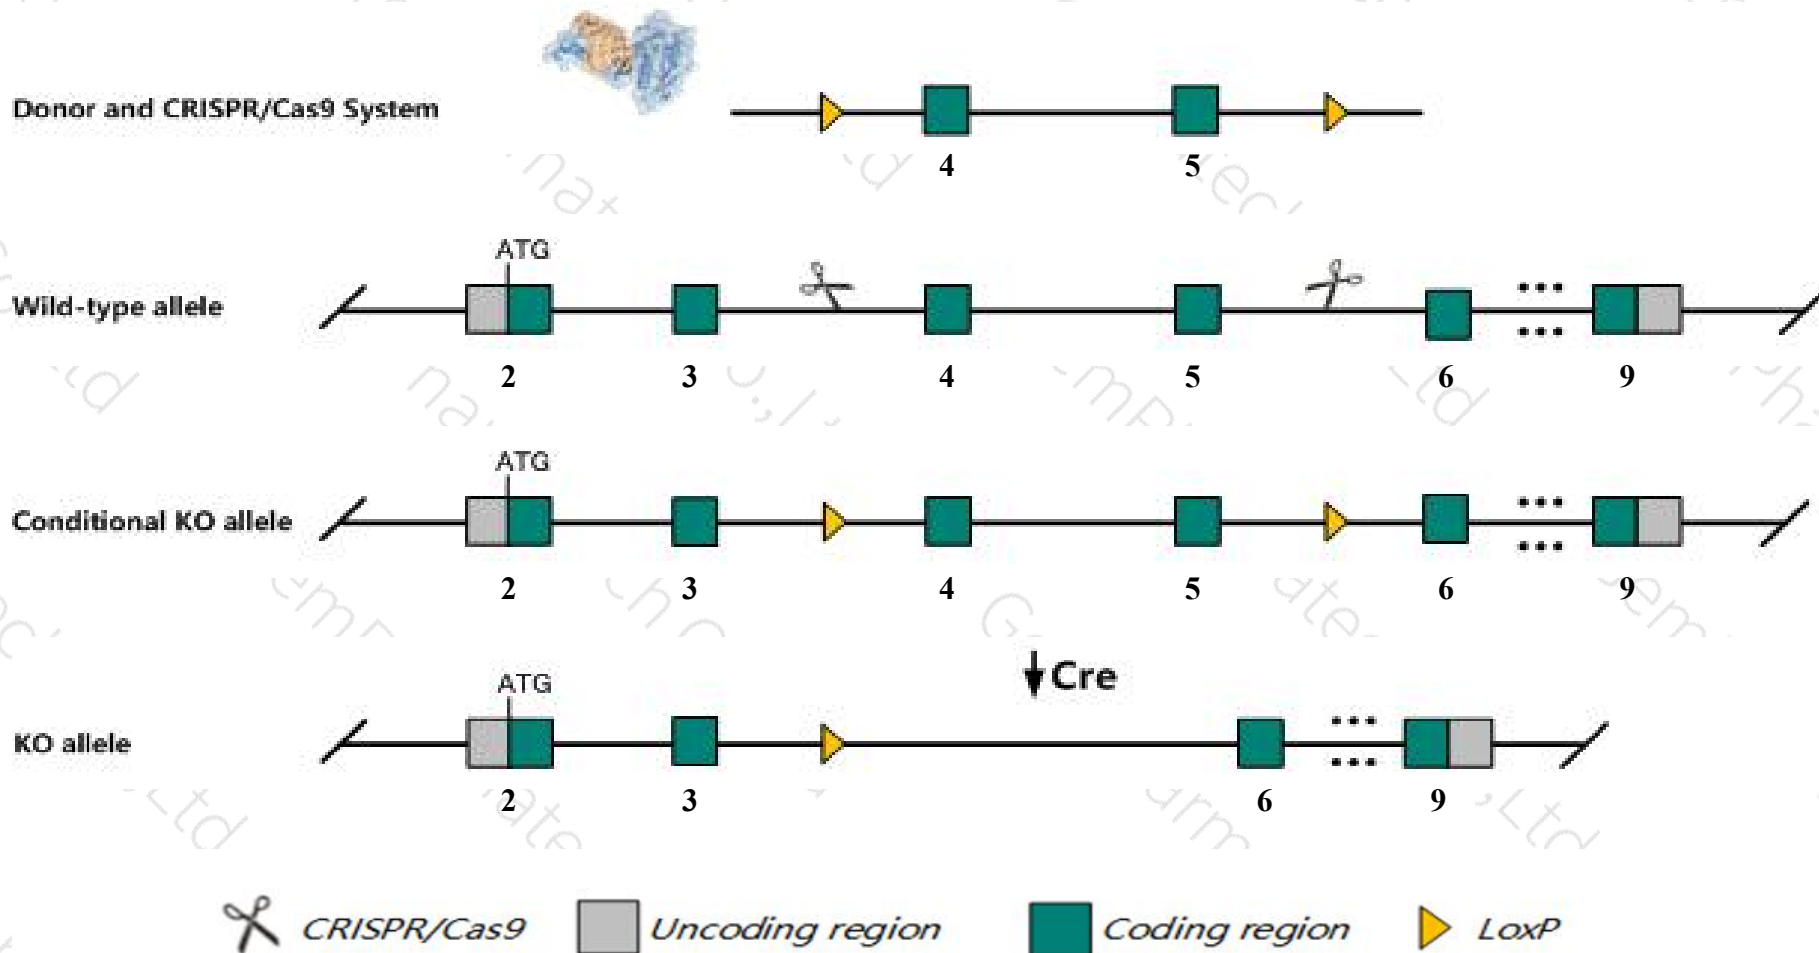 Donor and CRISPR/Cas9 System
4 5
ATG
Wild-type allele
2 3 4 5 6 9
ATG
Conditional KO allele
2 3 4 5 6 9
Cre
ATG
KO allele
2 3 6 9
CRISPR/Cas9 Uncoding region Coding region LoxP